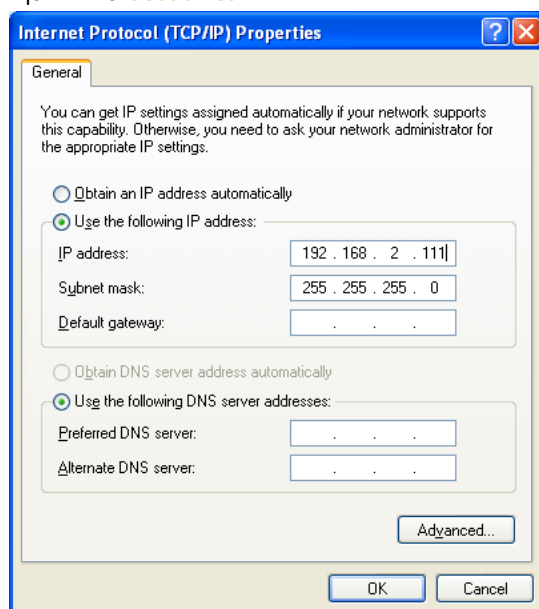 Internet Protocol (TCP/IP) Properties
General
You can get IP settings assigned automatically if your network supports
this capability. Otherwise, you need to ask your network administrator for
the appropriate IP settings.
Obtain an IP address automatically
Use the following IP address:
IP address: 192 . 168 . 2 . 111
Subnet mask: 255 . 255 . 255 . 0
Default gateway: . . .
Obtain DNS server address automatically
Use the following DNS server addresses:
Preferred DNS server: . . .
Alternate DNS server: . . .
Advanced...
OK Cancel